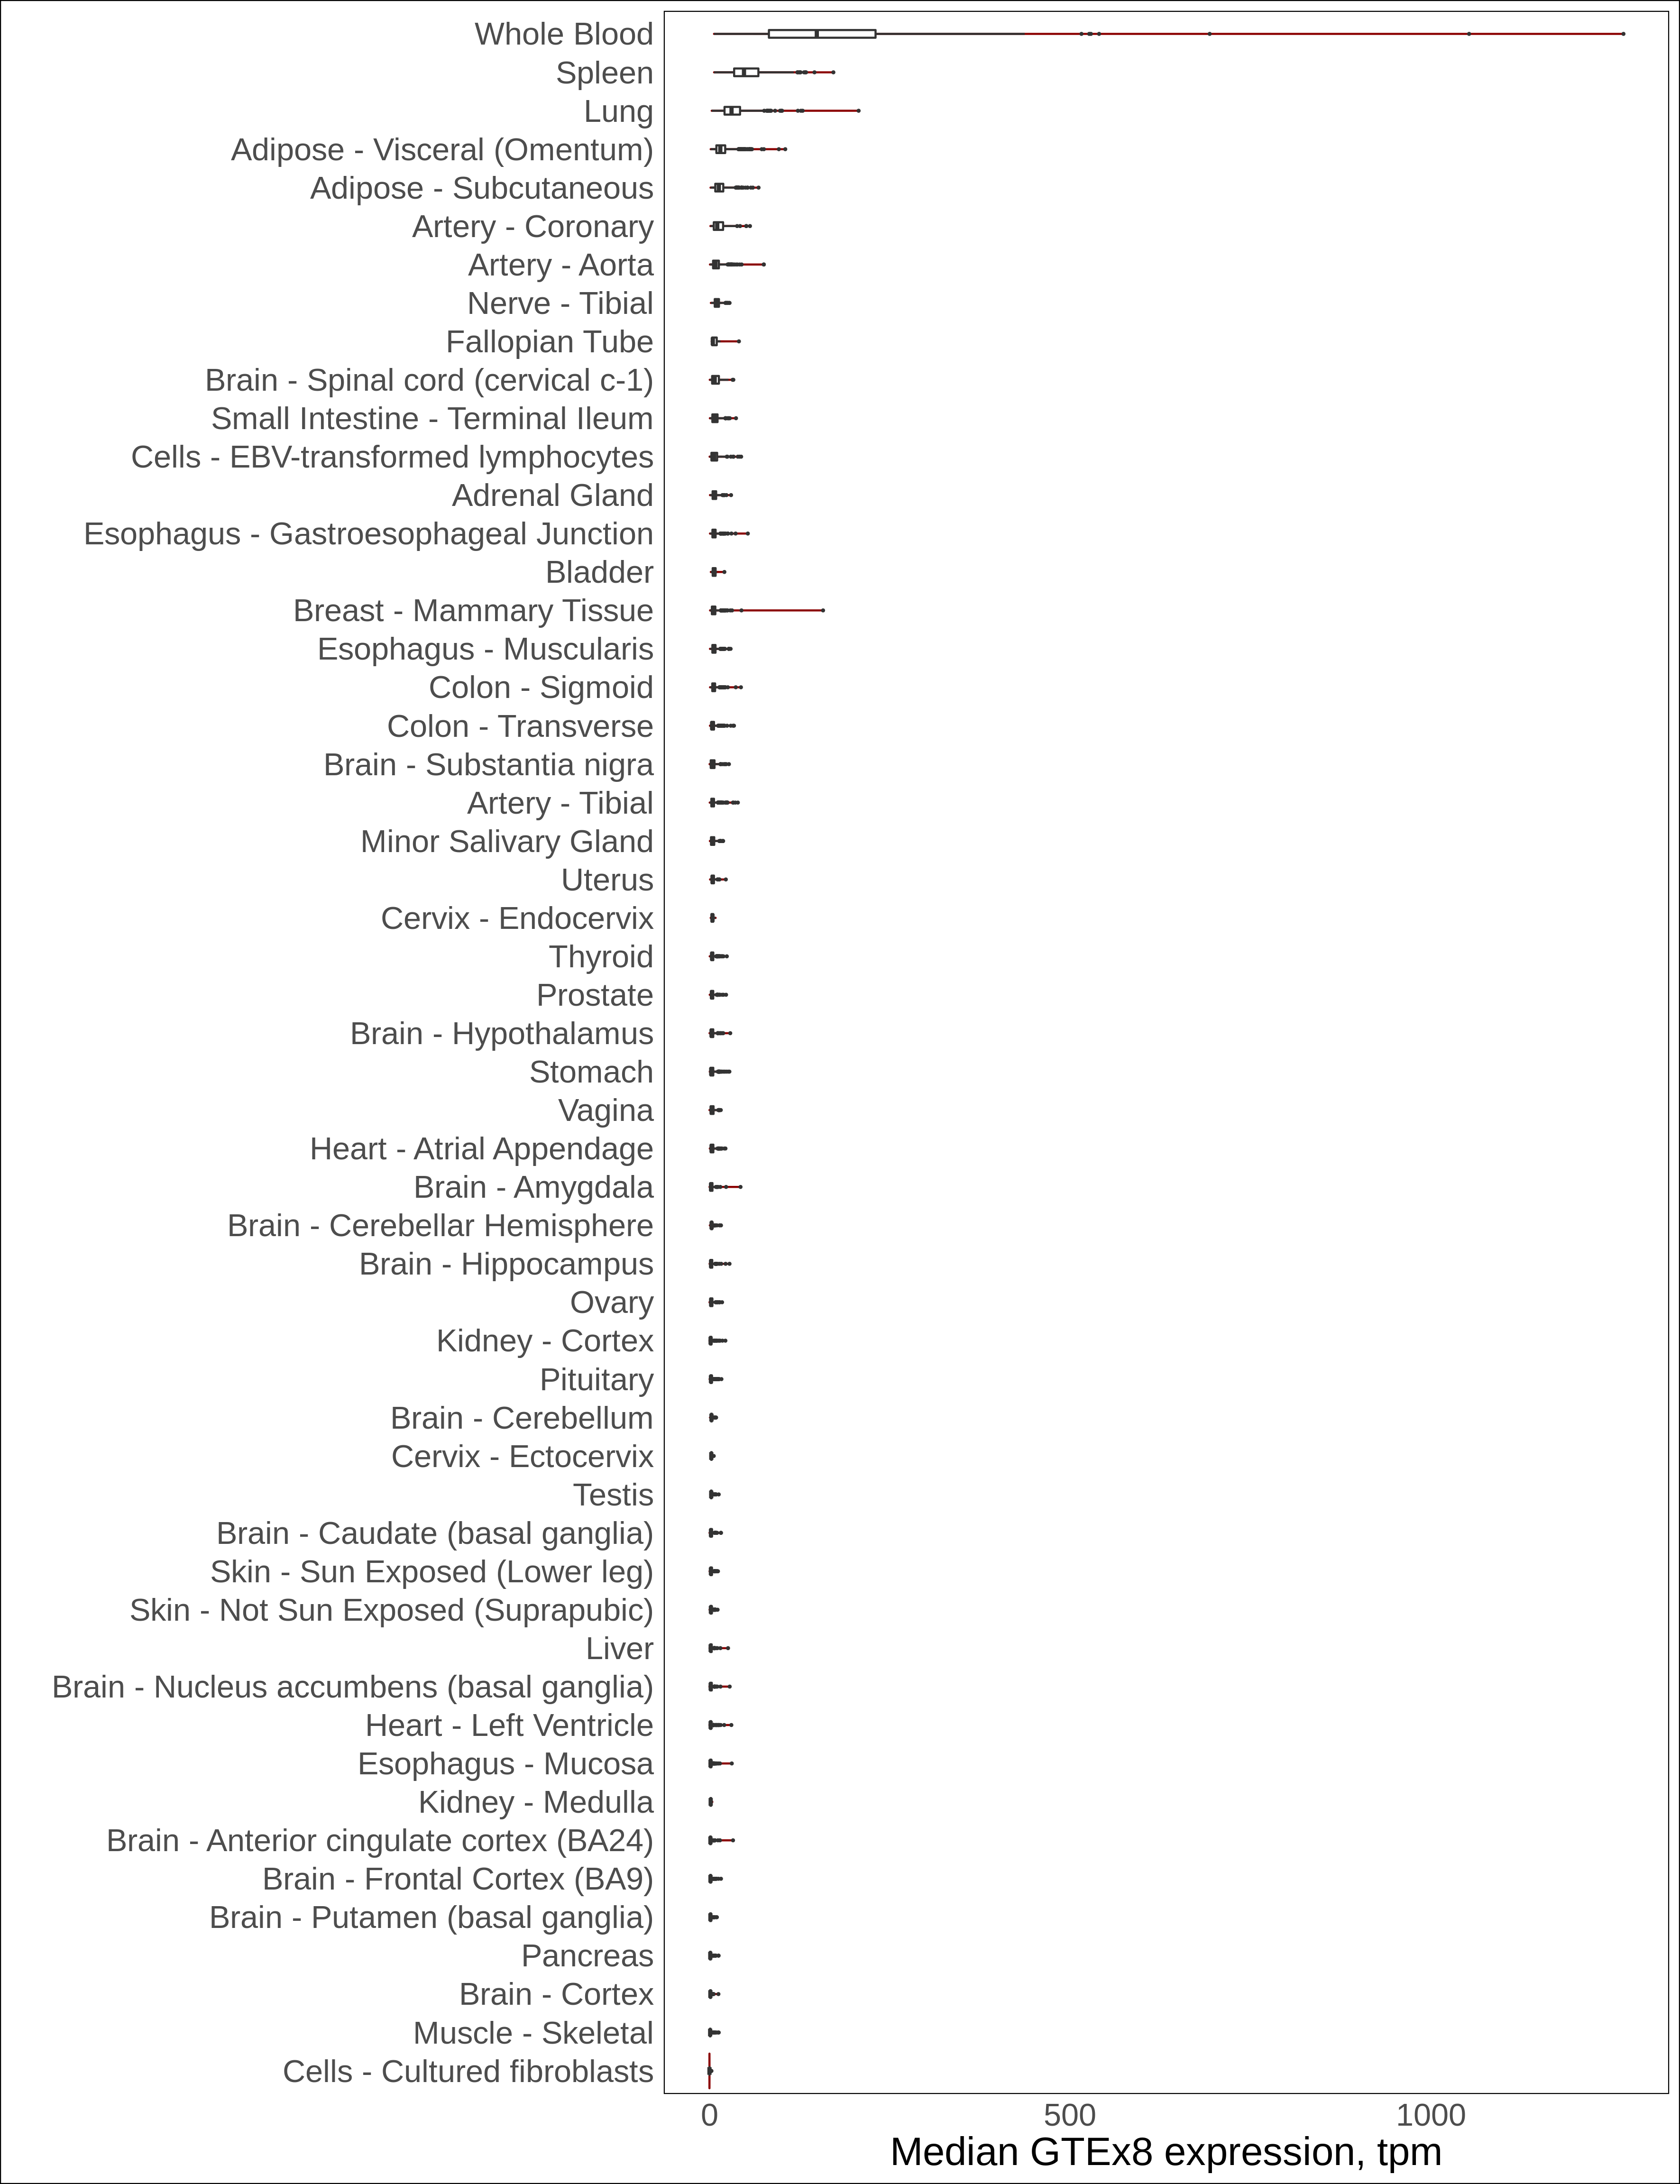 Whole Blood
Spleen
Lung
Adipose - Visceral (Omentum)
Adipose - Subcutaneous
Artery - Coronary
Artery - Aorta
Nerve - Tibial
Fallopian Tube
Brain - Spinal cord (cervical c-1)
Small Intestine - Terminal Ileum
Cells - EBV-transformed lymphocytes
Adrenal Gland
Esophagus - Gastroesophageal Junction
Bladder
Breast - Mammary Tissue
Esophagus - Muscularis
Colon - Sigmoid
Colon - Transverse
Brain - Substantia nigra
Artery - Tibial
Minor Salivary Gland
Uterus
Cervix - Endocervix
Thyroid
Prostate
Brain - Hypothalamus
Stomach
Vagina
Heart - Atrial Appendage
Brain - Amygdala
Brain - Cerebellar Hemisphere
Brain - Hippocampus
Ovary
Kidney - Cortex
Pituitary
Brain - Cerebellum
Cervix - Ectocervix
Testis
Brain - Caudate (basal ganglia)
Skin - Sun Exposed (Lower leg)
Skin - Not Sun Exposed (Suprapubic)
Liver
Brain - Nucleus accumbens (basal ganglia)
Heart - Left Ventricle
Esophagus - Mucosa
Kidney - Medulla
Brain - Anterior cingulate cortex (BA24)
Brain - Frontal Cortex (BA9)
Brain - Putamen (basal ganglia)
Pancreas
Brain - Cortex
Muscle - Skeletal
Cells - Cultured fibroblasts
0 500 1000
Median GTEx8 expression, tpm